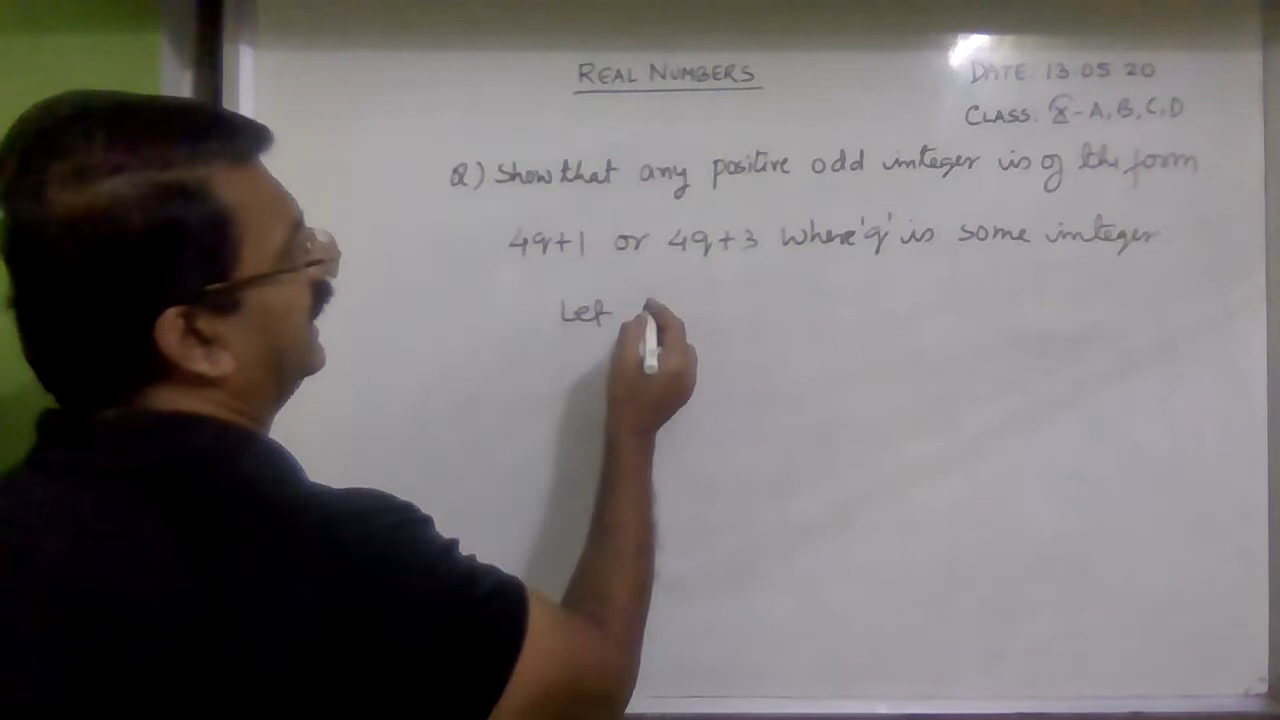 REAL NUMBERS
DATE: 13 05 20
CLASS: X - A, B, C, D
Q) Show that any positive odd integer is of the form
4q+1 or 4q+3 where 'q' is some integer
Let